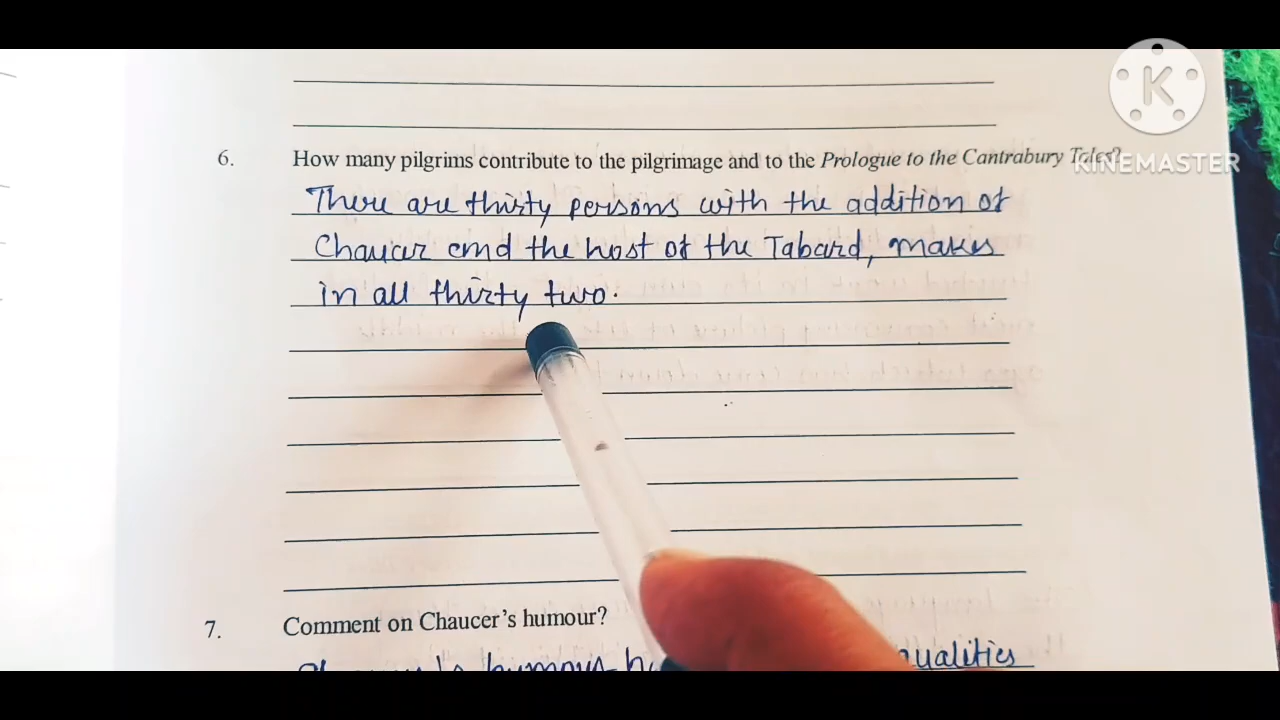 K
KINEMASTER
6. How many pilgrims contribute to the pilgrimage and to the Prologue to the Cantrabury Tales?
There are thirty persons with the addition of
Chaucer and the host of the Tabard, makes
in all thirty two.
7. Comment on Chaucer's humour?
humour qualities